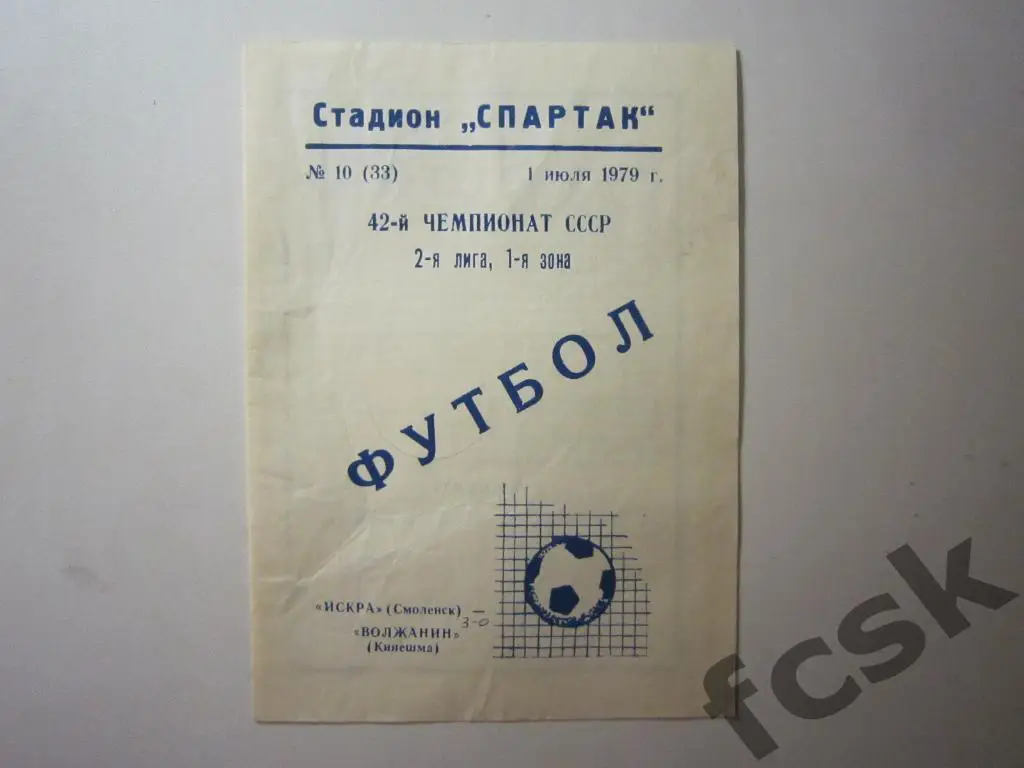 Стадион „СПАРТАК“
№ 10 (33) 1 июля 1979 г.
42-й ЧЕМПИОНАТ СССР
2-я лига, 1-я зона
ФУТБОЛ
«ИСКРА» (Смоленск) —
3-0
«ВОЛЖАНИН»
(Кинешма)
fcsk